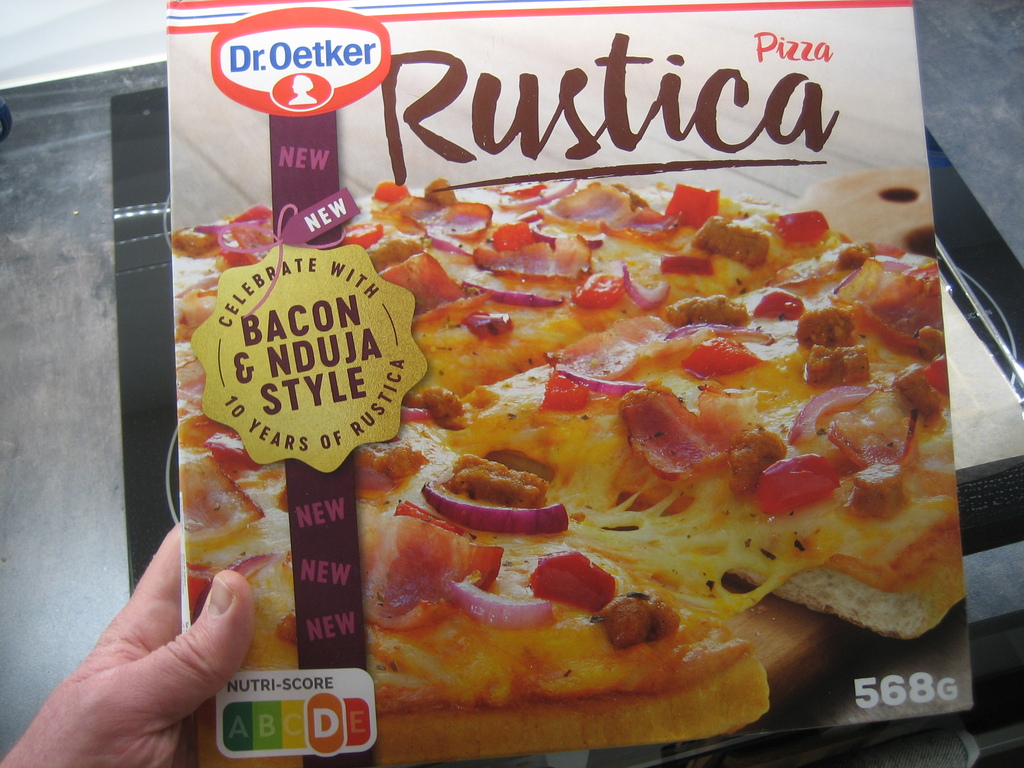 Dr.Oetker
Pizza
Rustica
NEW
NEW
CELEBRATE WITH
BACON
& NDUJA
STYLE
10 YEARS OF RUSTICA
NEW
NEW
NEW
NUTRI-SCORE
A B C D E
568G